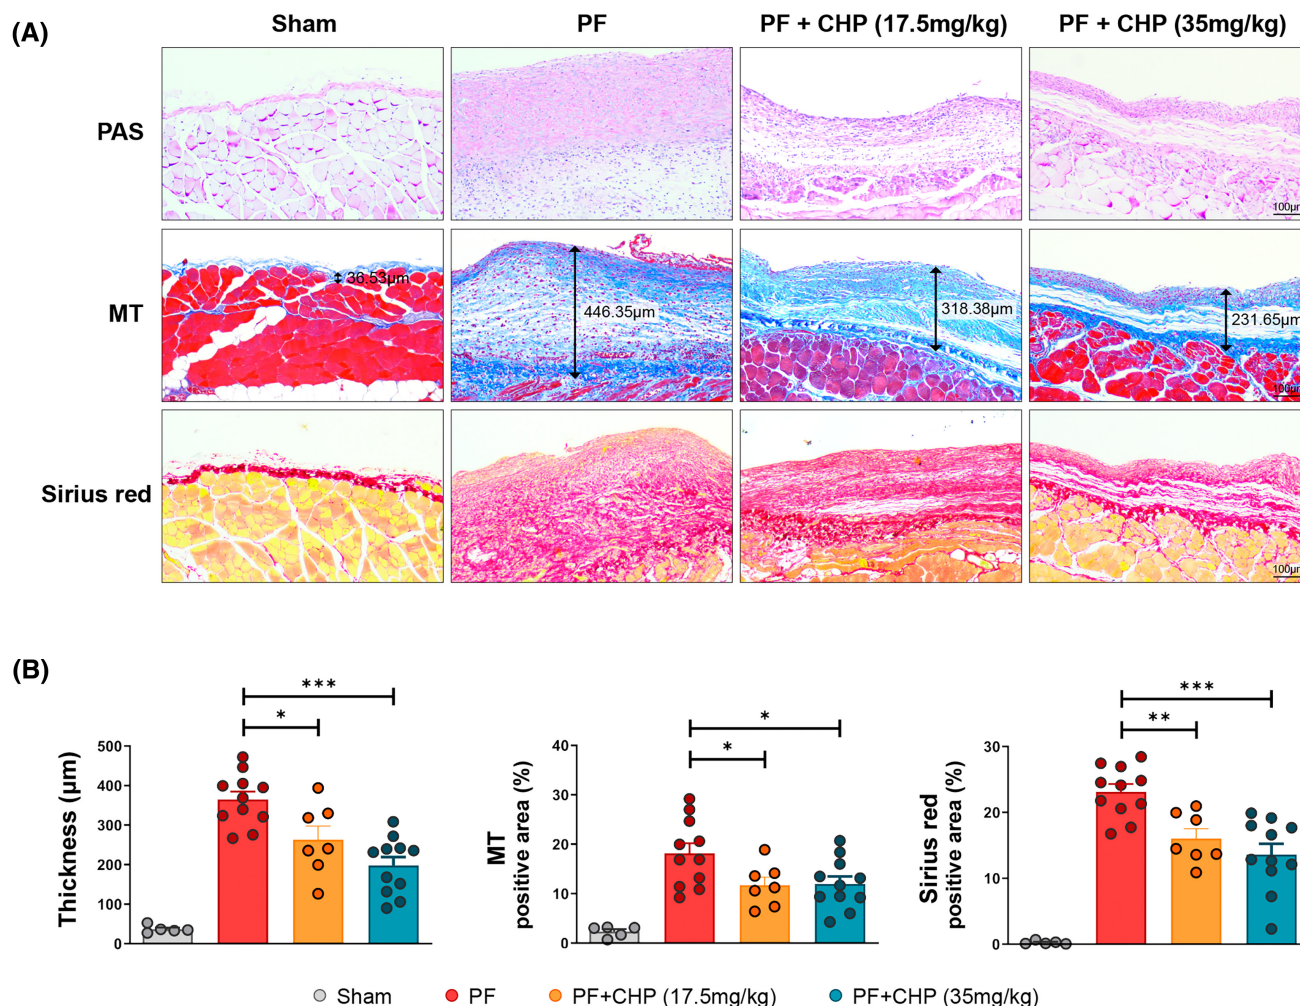 (A)
Sham
PF
PF + CHP (17.5mg/kg)
PF + CHP (35mg/kg)
PAS
100μm
MT
36.53μm
446.35μm
318.38μm
231.65μm
100μm
Sirius red
100μm
(B)
Thickness (μm)
500
400
300
200
100
0
*
***
MT
positive area (%)
40
30
20
10
0
*
*
Sirius red
positive area (%)
30
20
10
0
**
***
Sham
PF
PF+CHP (17.5mg/kg)
PF+CHP (35mg/kg)